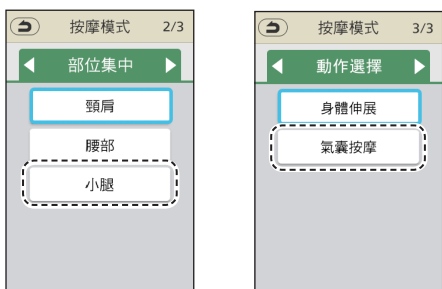 按摩模式 2/3
部位集中
頸肩
腰部
小腿
按摩模式 3/3
動作選擇
身體伸展
氣囊按摩